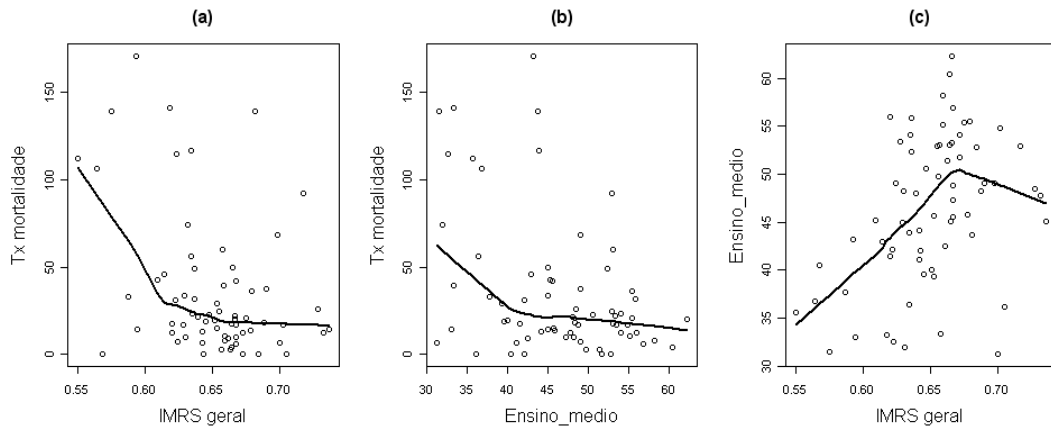 (a)
Tx mortalidade
150
100
50
0
0.55 0.60 0.65 0.70
IMRS geral
(b)
Tx mortalidade
150
100
50
0
30 35 40 45 50 55 60
Ensino_medio
(c)
Ensino_medio
60
55
50
45
40
35
30
0.55 0.60 0.65 0.70
IMRS geral